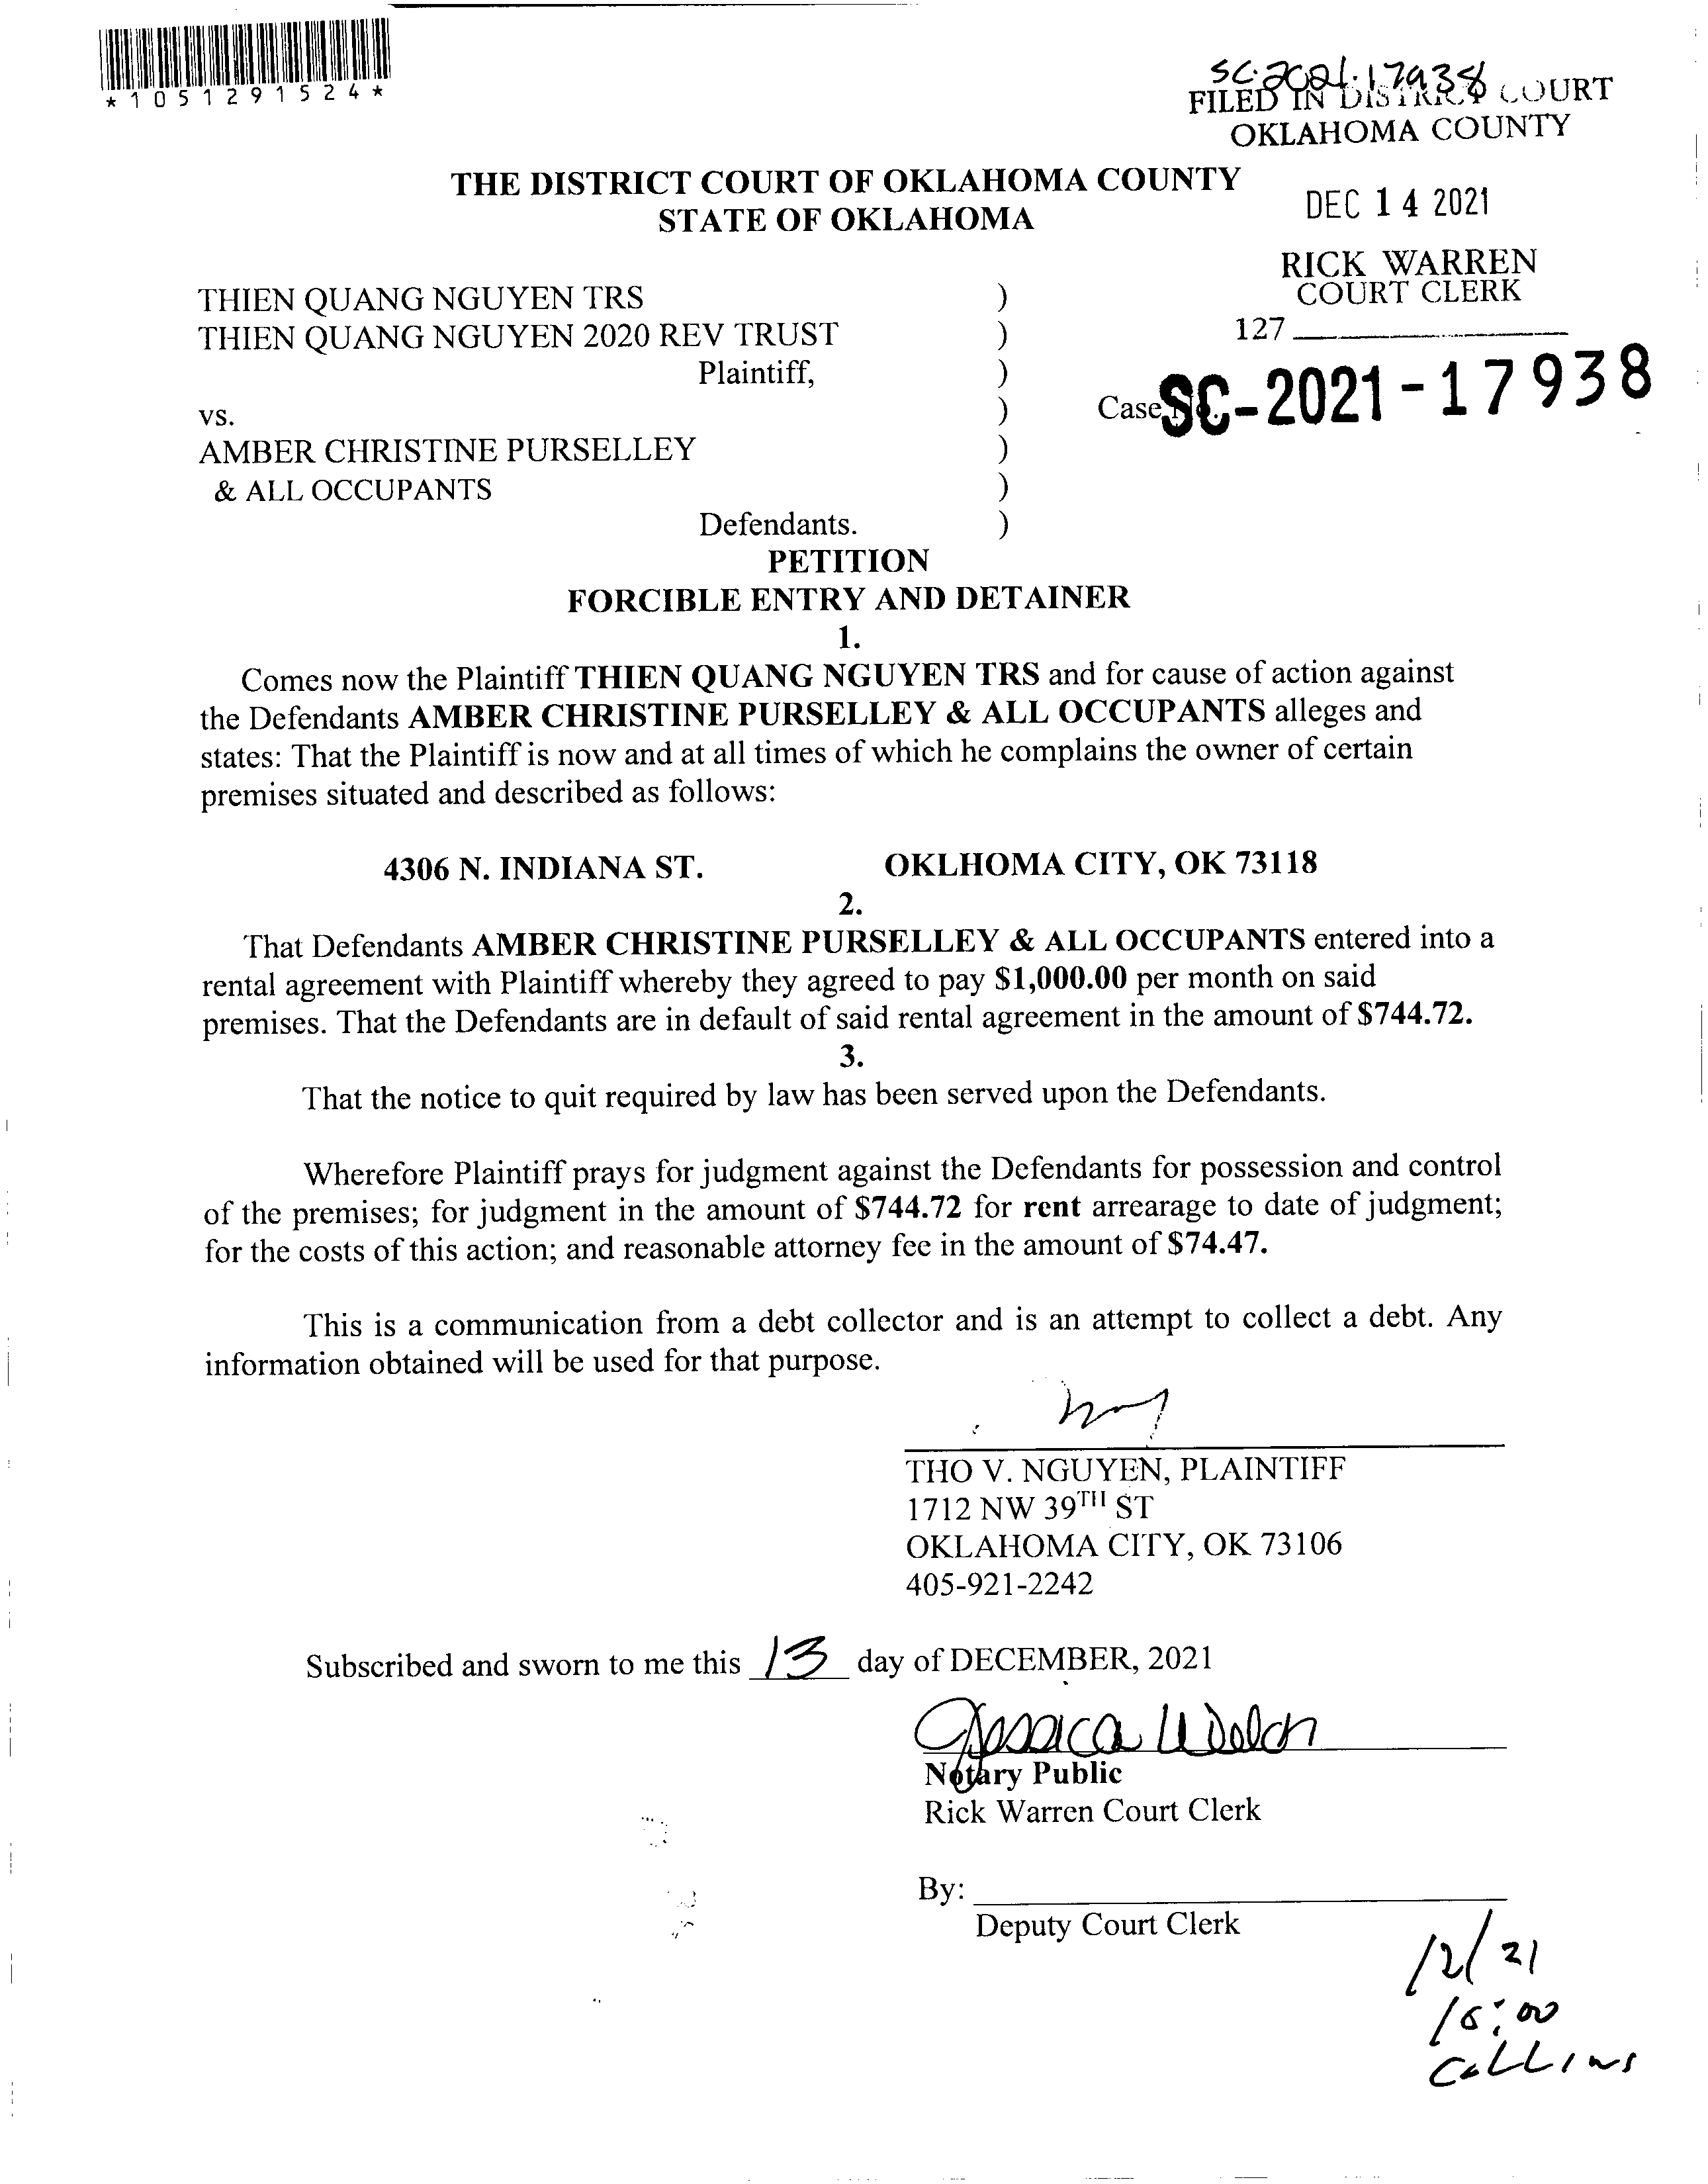 *1051291524*
SC-2021-17938
FILED IN DISTRICT COURT
OKLAHOMA COUNTY
THE DISTRICT COURT OF OKLAHOMA COUNTY
STATE OF OKLAHOMA
DEC 14 2021
RICK WARREN
COURT CLERK
127
THIEN QUANG NGUYEN TRS )
THIEN QUANG NGUYEN 2020 REV TRUST )
Plaintiff, )
Case SC-2021-17938
vs. )
AMBER CHRISTINE PURSELLEY )
& ALL OCCUPANTS )
Defendants. )
PETITION
FORCIBLE ENTRY AND DETAINER
1.
Comes now the Plaintiff THIEN QUANG NGUYEN TRS and for cause of action against
the Defendants AMBER CHRISTINE PURSELLEY & ALL OCCUPANTS alleges and
states: That the Plaintiff is now and at all times of which he complains the owner of certain
premises situated and described as follows:
4306 N. INDIANA ST. OKLHOMA CITY, OK 73118
2.
That Defendants AMBER CHRISTINE PURSELLEY & ALL OCCUPANTS entered into a
rental agreement with Plaintiff whereby they agreed to pay $1,000.00 per month on said
premises. That the Defendants are in default of said rental agreement in the amount of $744.72.
3.
That the notice to quit required by law has been served upon the Defendants.
Wherefore Plaintiff prays for judgment against the Defendants for possession and control
of the premises; for judgment in the amount of $744.72 for rent arrearage to date of judgment;
for the costs of this action; and reasonable attorney fee in the amount of $74.47.
This is a communication from a debt collector and is an attempt to collect a debt. Any
information obtained will be used for that purpose.
THO V. NGUYEN, PLAINTIFF
1712 NW 39TH ST
OKLAHOMA CITY, OK 73106
405-921-2242
Subscribed and sworn to me this 13 day of DECEMBER, 2021
Jessica Welch
Notary Public
Rick Warren Court Clerk
By:
Deputy Court Clerk
12/21
Collins